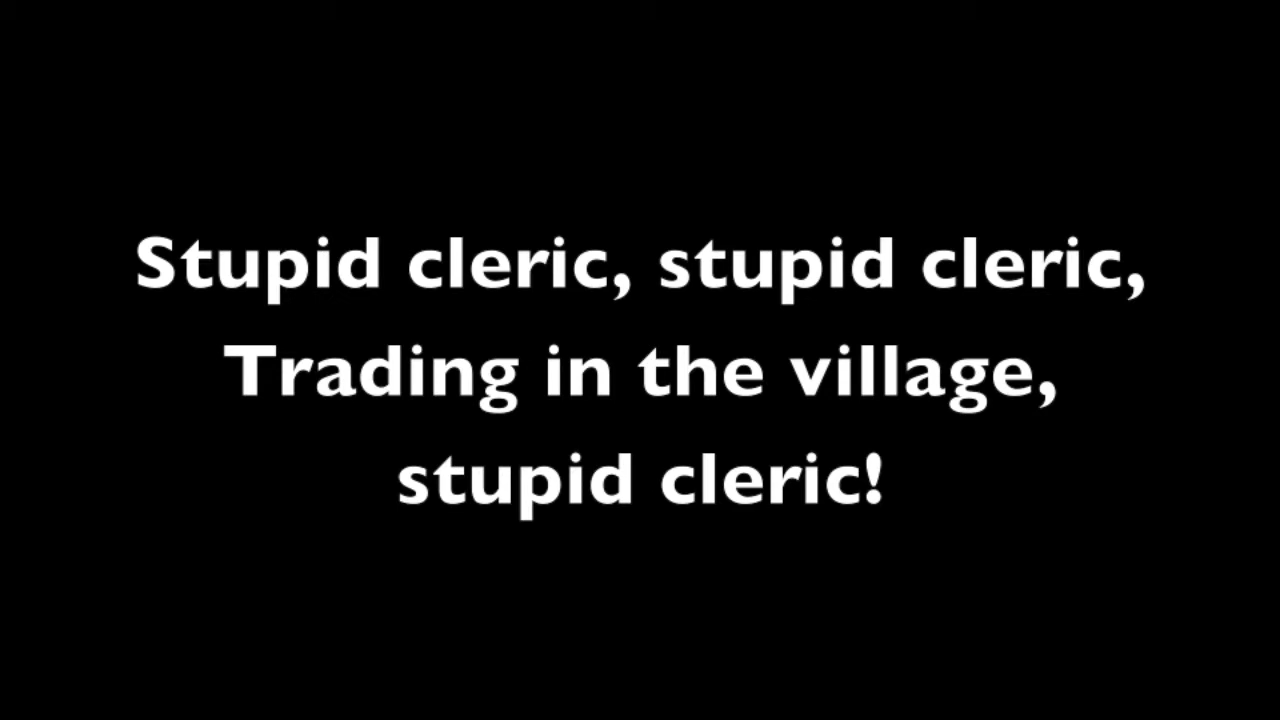 Stupid cleric, stupid cleric,
Trading in the village,
stupid cleric!